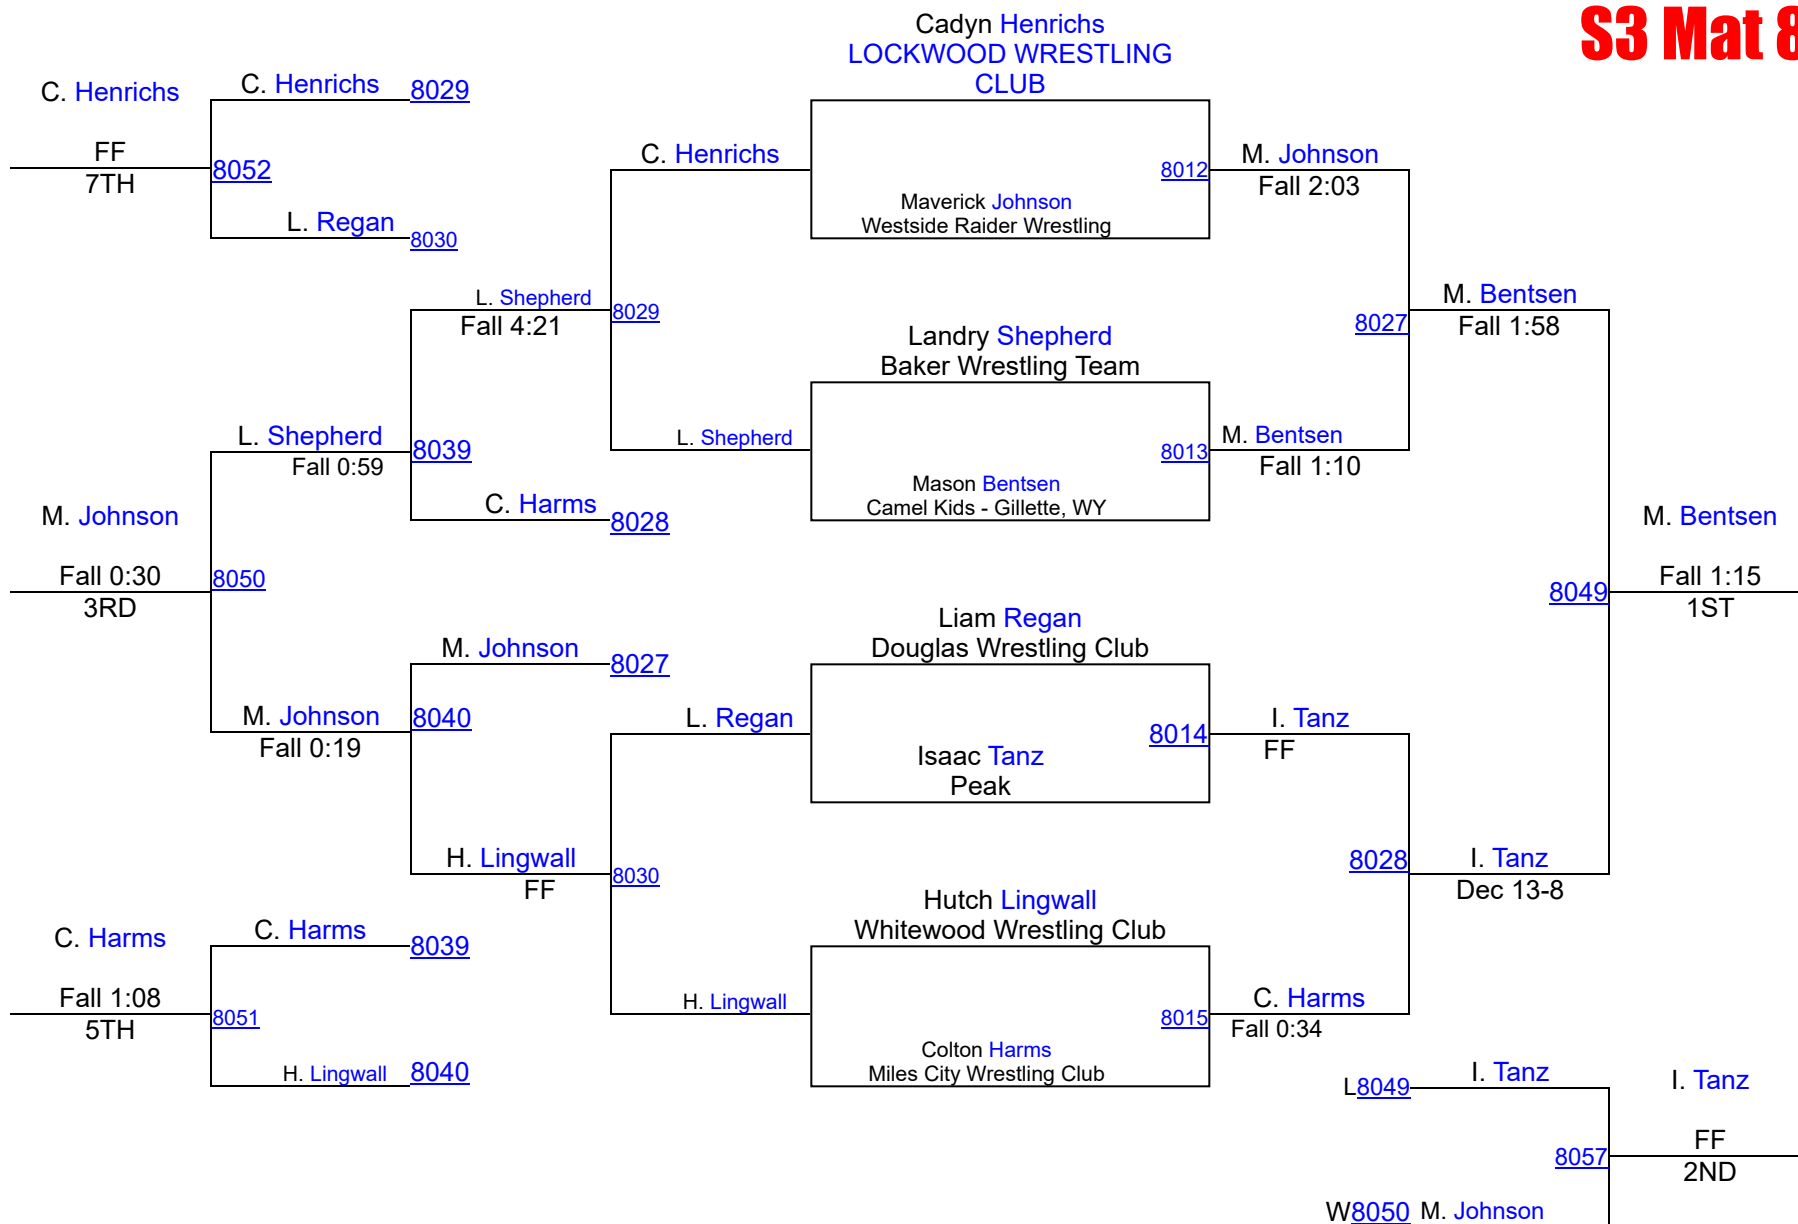 S3 Mat 8
Cadyn Henrichs
LOCKWOOD WRESTLING
CLUB
C. Henrichs
C. Henrichs 8029
FF
7TH
8052
L. Regan 8030
C. Henrichs
8012
Maverick Johnson
Westside Raider Wrestling
M. Johnson
Fall 2:03
L. Shepherd
Fall 4:21
8029
Landry Shepherd
Baker Wrestling Team
8027
M. Bentsen
Fall 1:58
L. Shepherd
Fall 0:59
8039
L. Shepherd
8013
M. Bentsen
Fall 1:10
Mason Bentsen
Camel Kids - Gillette, WY
C. Harms 8028
M. Johnson
Fall 0:30
3RD
8050
M. Bentsen
8049
Fall 1:15
1ST
Liam Regan
Douglas Wrestling Club
M. Johnson 8027
M. Johnson
Fall 0:19
8040
L. Regan
8014
I. Tanz
FF
Isaac Tanz
Peak
H. Lingwall
FF
8030
8028
I. Tanz
Dec 13-8
Hutch Lingwall
Whitewood Wrestling Club
C. Harms
C. Harms 8039
Fall 1:08
5TH
8051
H. Lingwall
8015
C. Harms
Fall 0:34
Colton Harms
Miles City Wrestling Club
H. Lingwall 8040
L8049 I. Tanz
I. Tanz
8057
FF
2ND
W8050 M. Johnson